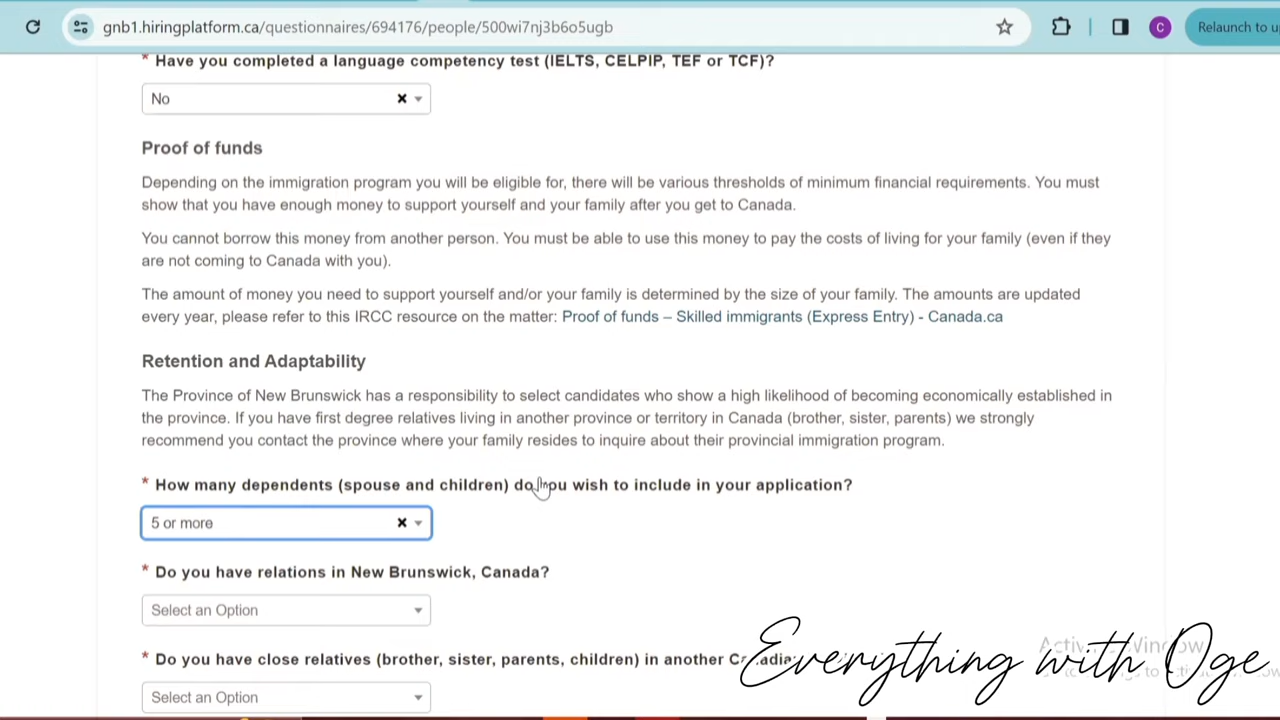 gnb1.hiringplatform.ca/questionnaires/694176/people/500wi7nj3b6o5ugb
C
Relaunch to u
* Have you completed a language competency test (IELTS, CELPIP, TEF or TCF)?
No
Proof of funds
Depending on the immigration program you will be eligible for, there will be various thresholds of minimum financial requirements. You must
show that you have enough money to support yourself and your family after you get to Canada.
You cannot borrow this money from another person. You must be able to use this money to pay the costs of living for your family (even if they
are not coming to Canada with you).
The amount of money you need to support yourself and/or your family is determined by the size of your family. The amounts are updated
every year, please refer to this IRCC resource on the matter: Proof of funds – Skilled immigrants (Express Entry) - Canada.ca
Retention and Adaptability
The Province of New Brunswick has a responsibility to select candidates who show a high likelihood of becoming economically established in
the province. If you have first degree relatives living in another province or territory in Canada (brother, sister, parents) we strongly
recommend you contact the province where your family resides to inquire about their provincial immigration program.
* How many dependents (spouse and children) do you wish to include in your application?
5 or more
* Do you have relations in New Brunswick, Canada?
Select an Option
* Do you have close relatives (brother, sister, parents, children) in another
Select an Option
Everything with Oge